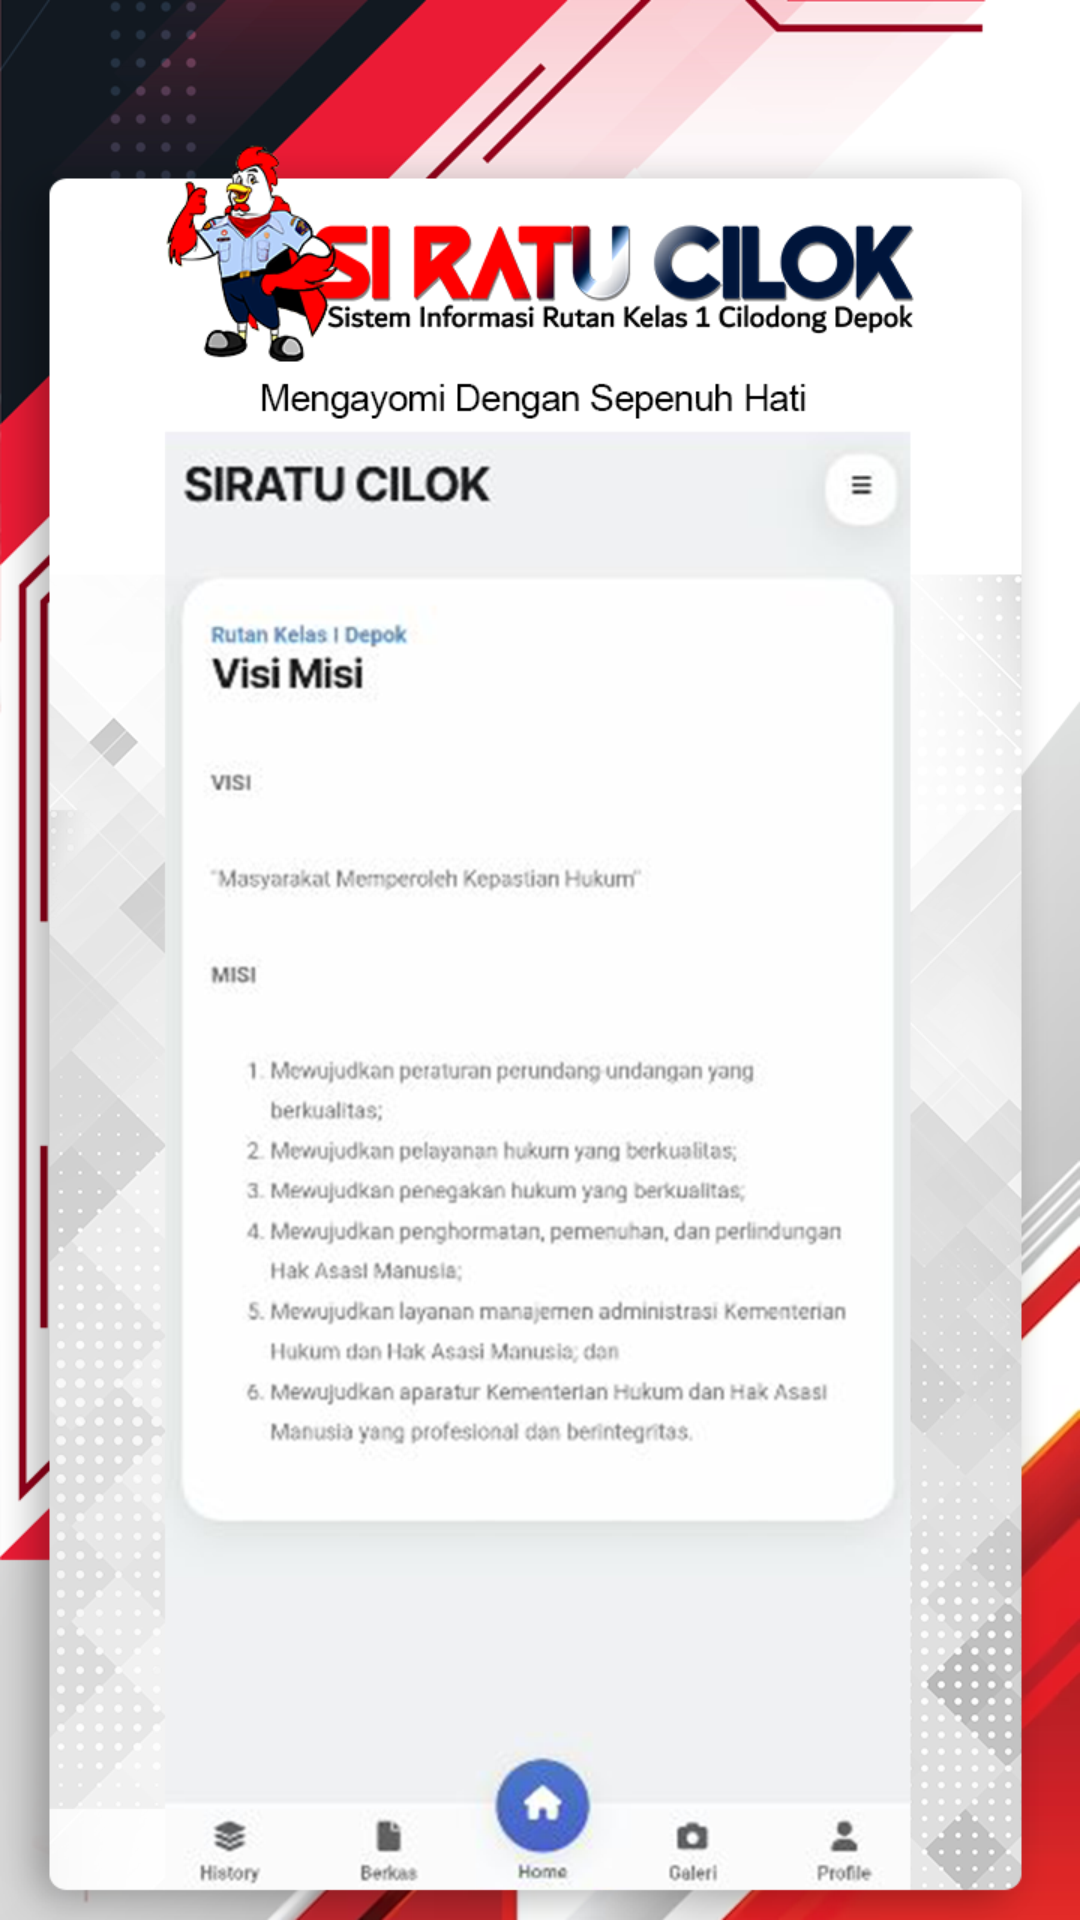 SI RATU CILOK
Sistem Informasi Rutan Kelas 1 Cilodong Depok
Mengayomi Dengan Sepenuh Hati
SIRATU CILOK
Rutan Kelas I Depok
Visi Misi
VISI
"Masyarakat Memperoleh Kepastian Hukum"
MISI
1. Mewujudkan peraturan perundang-undangan yang
berkualitas;
2. Mewujudkan pelayanan hukum yang berkualitas;
3. Mewujudkan penegakan hukum yang berkualitas;
4. Mewujudkan penghormatan, pemenuhan, dan perlindungan
Hak Asasi Manusia;
5. Mewujudkan layanan manajemen administrasi Kementerian
Hukum dan Hak Asasi Manusia; dan
6. Mewujudkan aparatur Kementerian Hukum dan Hak Asasi
Manusia yang profesional dan berintegritas.
History
Berkas
Home
Galeri
Profile